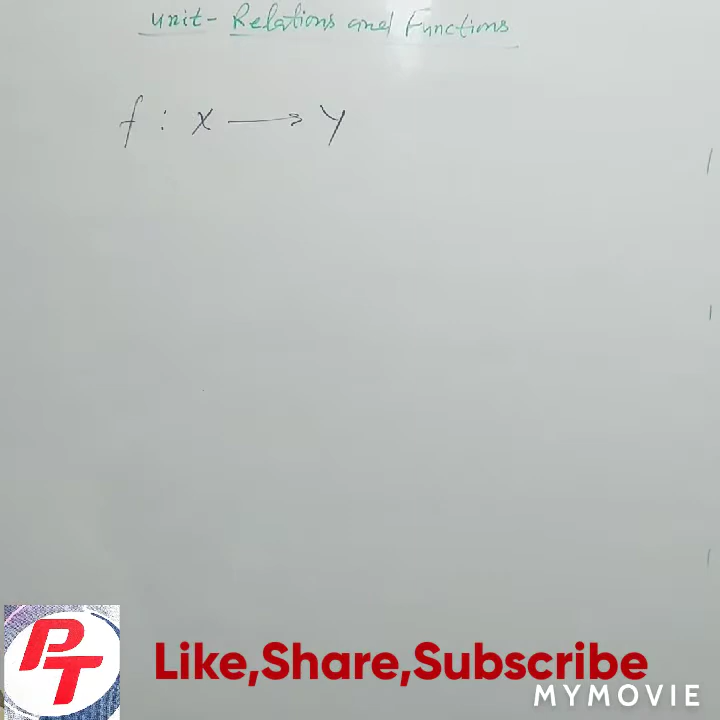 unit - Relations and Functions
f : X → Y
PT
Like,Share,Subscribe
MYMOVIE